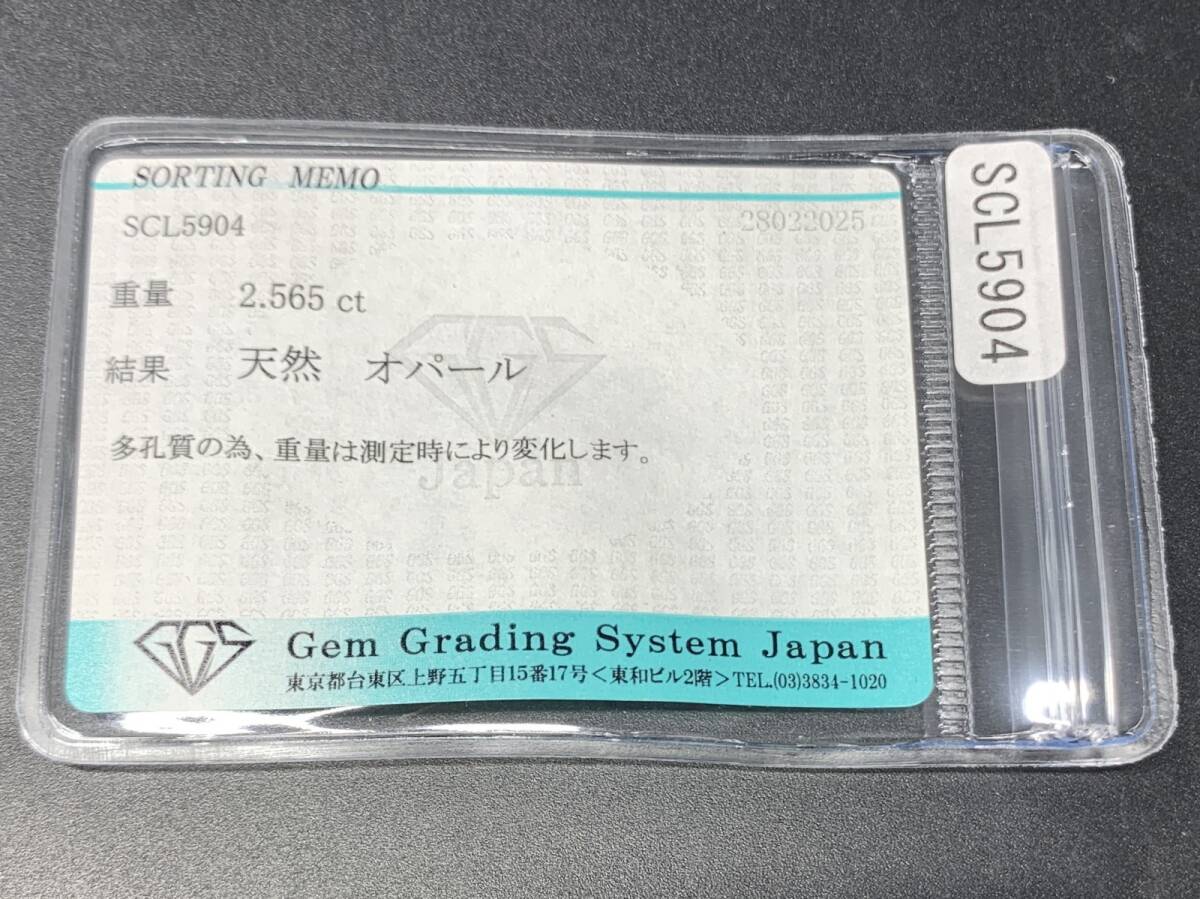 SORTING MEMO
SCL5904 28022025
重量 2.565 ct
結果 天然 オパール
多孔質の為、重量は測定時により変化します。
GGS
Japan
GGS Gem Grading System Japan
東京都台東区上野五丁目15番17号<東和ビル2階>TEL.(03)3834-1020
SCL5904